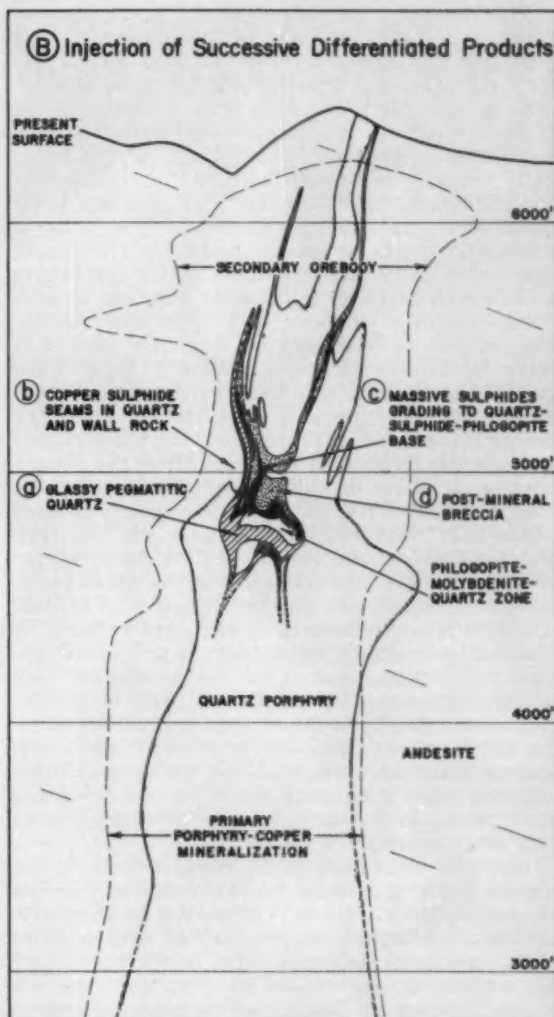 Ⓑ Injection of Successive Differentiated Products
PRESENT
SURFACE
6000'
SECONDARY OREBODY
ⓑ COPPER SULPHIDE
SEAMS IN QUARTZ
AND WALL ROCK
ⓒ MASSIVE SULPHIDES
GRADING TO QUARTZ-
SULPHIDE-PHLOGOPITE
BASE
5000'
ⓐ GLASSY PEGMATITIC
QUARTZ
ⓓ POST-MINERAL
BRECCIA
PHLOGOPITE-
MOLYBDENITE-
QUARTZ ZONE
QUARTZ PORPHYRY
4000'
ANDESITE
PRIMARY
PORPHYRY-COPPER
MINERALIZATION
3000'